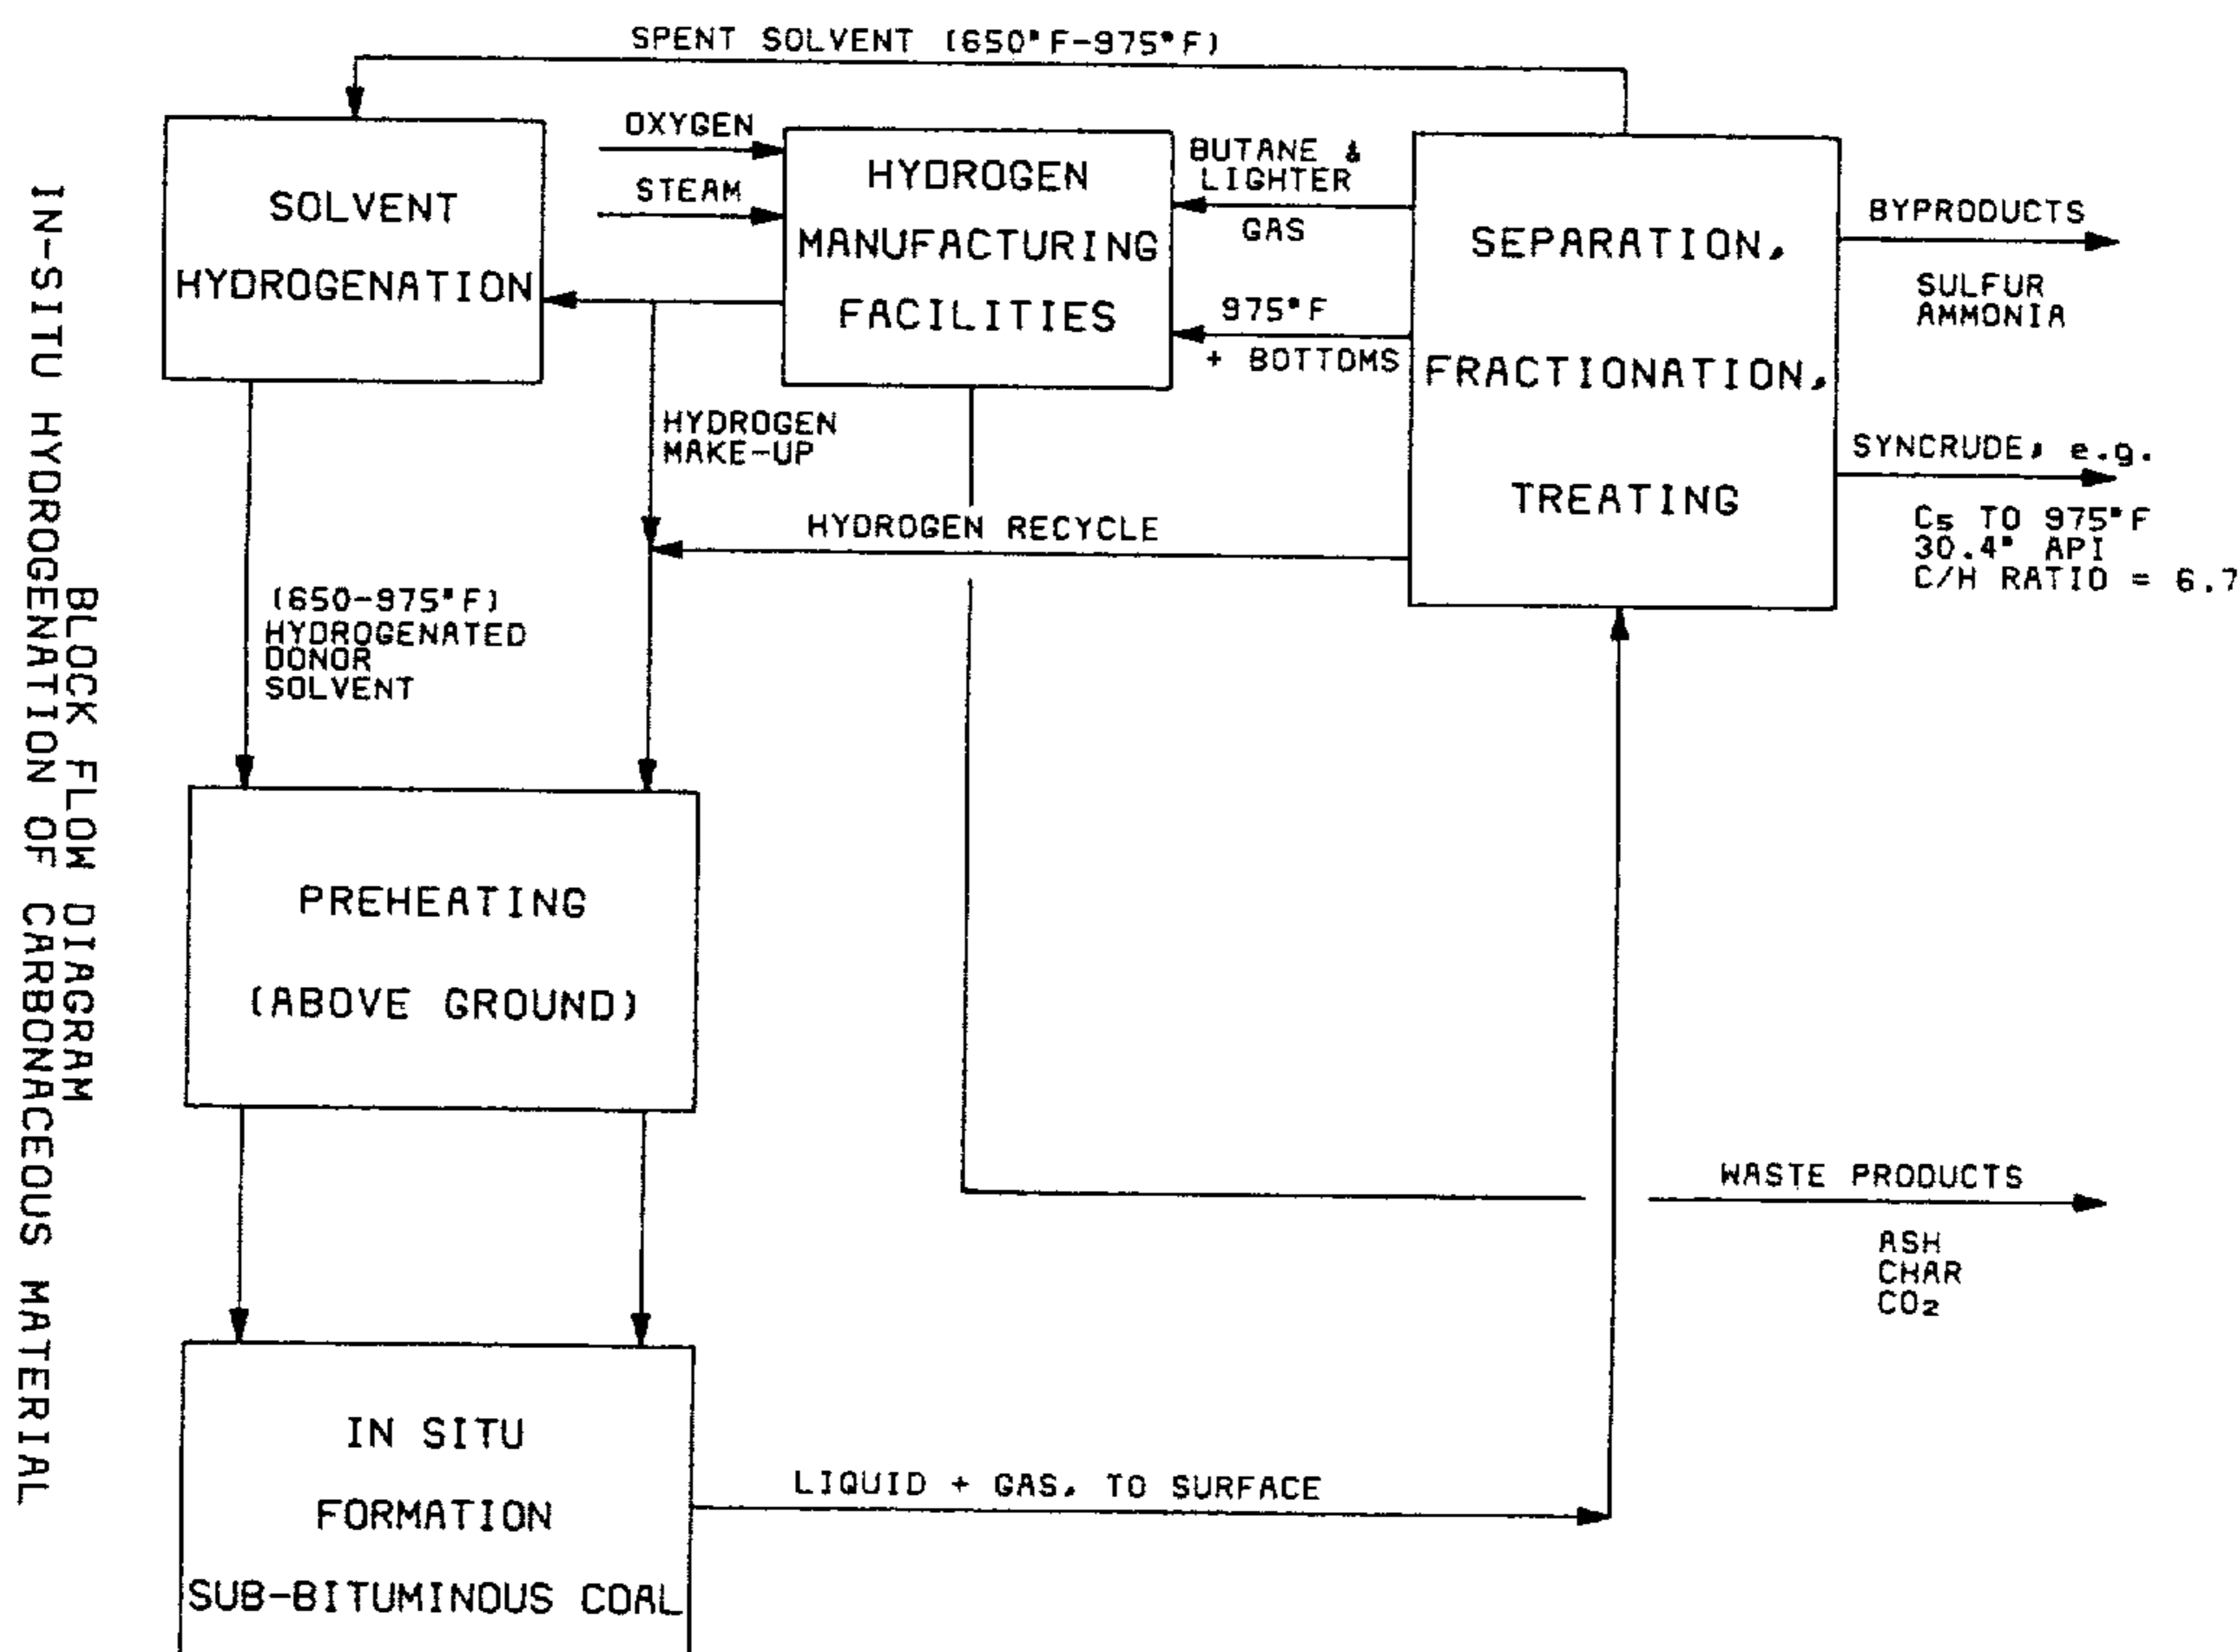 SPENT SOLVENT (650°F-975°F)
SOLVENT
HYDROGENATION
OXYGEN
STEAM
HYDROGEN
MANUFACTURING
FACILITIES
BUTANE &
LIGHTER
GAS
975°F
+ BOTTOMS
SEPARATION,
FRACTIONATION,
TREATING
BYPRODUCTS
SULFUR
AMMONIA
SYNCRUDE, e.g.
C5 TO 975°F
30.4° API
C/H RATIO = 6.7
HYDROGEN
MAKE-UP
HYDROGEN RECYCLE
(650-975°F)
HYDROGENATED
DONOR
SOLVENT
PREHEATING
(ABOVE GROUND)
WASTE PRODUCTS
ASH
CHAR
CO2
IN SITU
FORMATION
SUB-BITUMINOUS COAL
LIQUID + GAS, TO SURFACE
BLOCK FLOW DIAGRAM
IN-SITU HYDROGENATION OF CARBONACEOUS MATERIAL